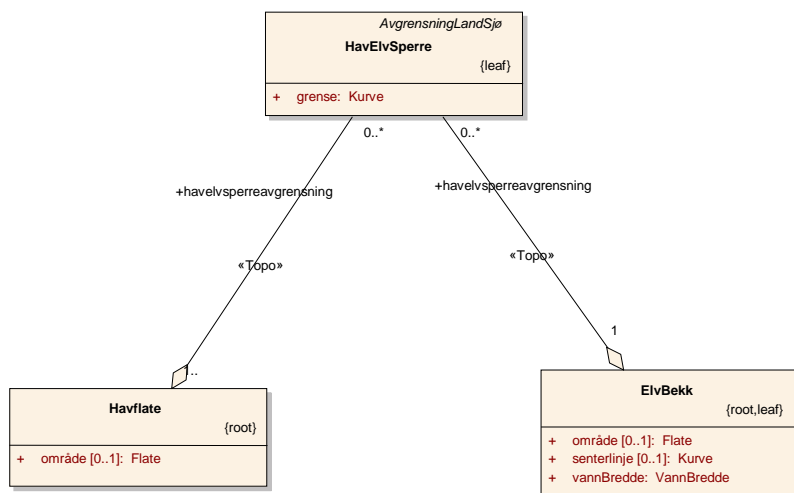 AvgrensningLandSjø
HavElvSperre
{leaf}
+ grense: Kurve
0..*
0..*
+havelvsperreavgrensning
+havelvsperreavgrensning
«Topo»
«Topo»
1
1..
Havflate
{root}
+ område [0..1]: Flate
ElvBekk
{root,leaf}
+ område [0..1]: Flate
+ senterlinje [0..1]: Kurve
+ vannBredde: VannBredde